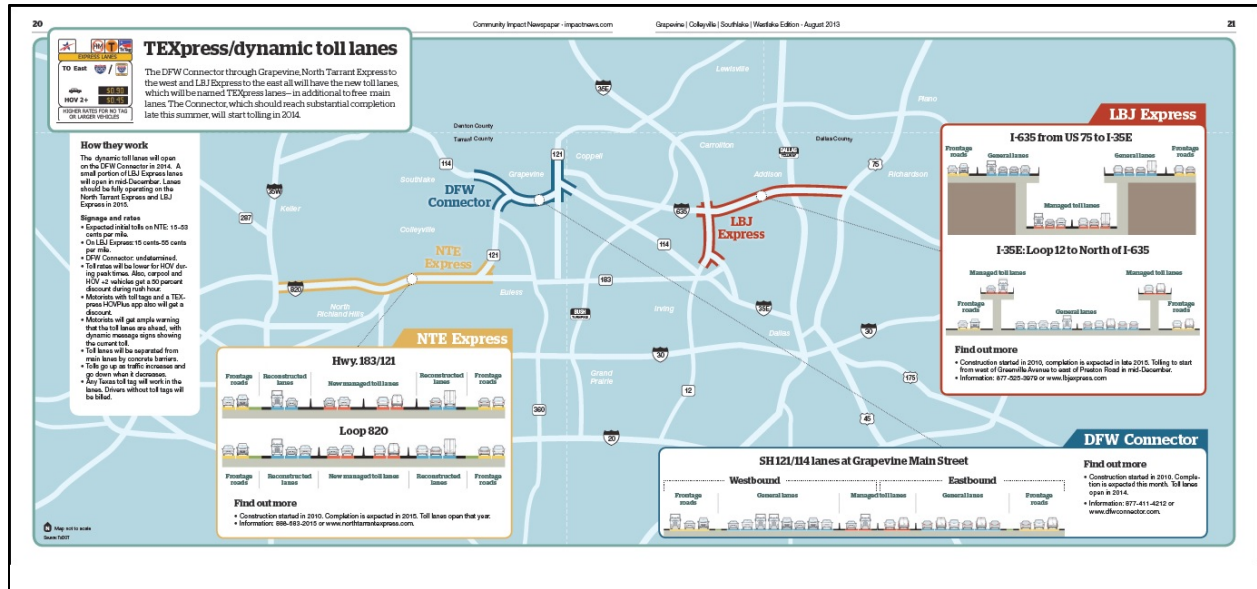 20
Community Impact Newspaper - impactnews.com
Grapevine | Colleyville | Southlake | Westlake Edition - August 2013
21
EXPRESS LANES
TO East
HOV 2+
HIGHER RATES FOR NO TAG
OR LARGER VEHICLES
TEXpress/dynamic toll lanes
The DFW Connector through Grapevine, North Tarrant Express to
the west and LBJ Express to the east all will have the new toll lanes,
which will be named TEXpress lanes— in additional to free main
lanes. The Connector, which should reach substantial completion
late this summer, will start tolling in 2014.
How they work
The dynamic toll lanes will open
on the DFW Connector in 2014. A
small portion of LBJ Express lanes
will open in mid-December. Lanes
should be fully operating on the
North Tarrant Express and LBJ
Express in 2015.
Signage and rates
• Expected initial tolls on NTE: 15-53
cents per mile.
• On LBJ Express: 15 cents-55 cents
per mile.
• DFW Connector: undetermined.
• Toll rates will be lower for HOV dur-
ing peak times. Also, carpool and
HOV +2 vehicles get a 50 percent
discount during rush hour.
• Motorists with toll tags and a TEX-
press HOVPlus app also will get a
discount.
• Motorists will get ample warning
that the toll lanes are ahead, with
dynamic message signs showing
the current toll.
• Toll lanes will be separated from
main lanes by concrete barriers.
• Tolls go up as traffic increases and
go down when it decreases.
• Any Texas toll tag will work in the
lanes. Drivers without toll tags will
be billed.
Map not to scale
Source: TxDOT
Lewisville
35E
Plano
Denton County
Tarrant County
Dallas County
114
121
Coppell
Carrollton
75
Southlake
Grapevine
Addison
Richardson
DFW
Connector
35W
Keller
287
635
LBJ
Express
Colleyville
NTE
Express
121
114
820
Euless
183
North
Richland Hills
Irving
35E
Dallas
30
30
Grand
Prairie
12
175
360
45
20
NTE Express
Hwy. 183/121
Frontage
roads
Reconstructed
lanes
New managed toll lanes
Reconstructed
lanes
Frontage
roads
Loop 820
Frontage
roads
Reconstructed
lanes
New managed toll lanes
Reconstructed
lanes
Frontage
roads
Find out more
• Construction started in 2010. Completion is expected in 2015. Toll lanes open that year.
• Information: 888-683-2015 or www.northtarrantexpress.com.
LBJ Express
I-635 from US 75 to I-35E
Frontage
roads
General lanes
General lanes
Frontage
roads
Managed toll lanes
I-35E: Loop 12 to North of I-635
Managed toll lanes
Managed toll lanes
Frontage
roads
General lanes
Frontage
roads
Find out more
• Construction started in 2010, completion is expected in late 2015. Tolling to start
from west of Greenville Avenue to east of Preston Road in mid-December.
• Information: 877-525-3979 or www.lbjexpress.com
DFW Connector
SH 121/114 lanes at Grapevine Main Street
Westbound
Eastbound
Frontage
roads
General lanes
Managed toll lanes
General lanes
Frontage
roads
Find out more
• Construction started in 2010. Comple-
tion is expected this month. Toll lanes
open in 2014.
• Information: 877-411-4212 or
www.dfwconnector.com.